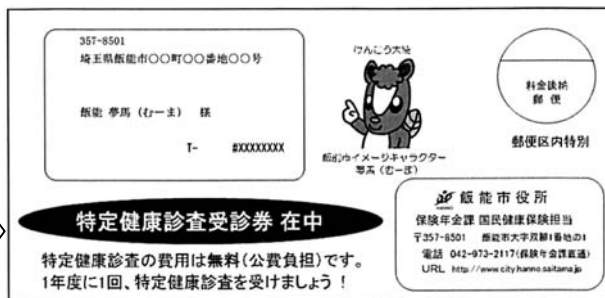 357-8501
埼玉県飯能市〇〇町〇〇番地〇〇号
飯能 夢馬 (むーま) 様
T- #XXXXXXXX
けんこう大使
飯能市イメージキャラクター
夢馬 (むーま)
料金後納
郵便
郵便区内特別
特定健康診査受診券 在中
特定健康診査の費用は無料(公費負担)です。
1年度に1回、特定健康診査を受けましょう！
飯能市役所
保険年金課 国民健康保険担当
〒357-8501 飯能市大字双柳1番地の1
電話 042-973-2117(保険年金課直通)
URL http://www.city.hanno.saitama.jp